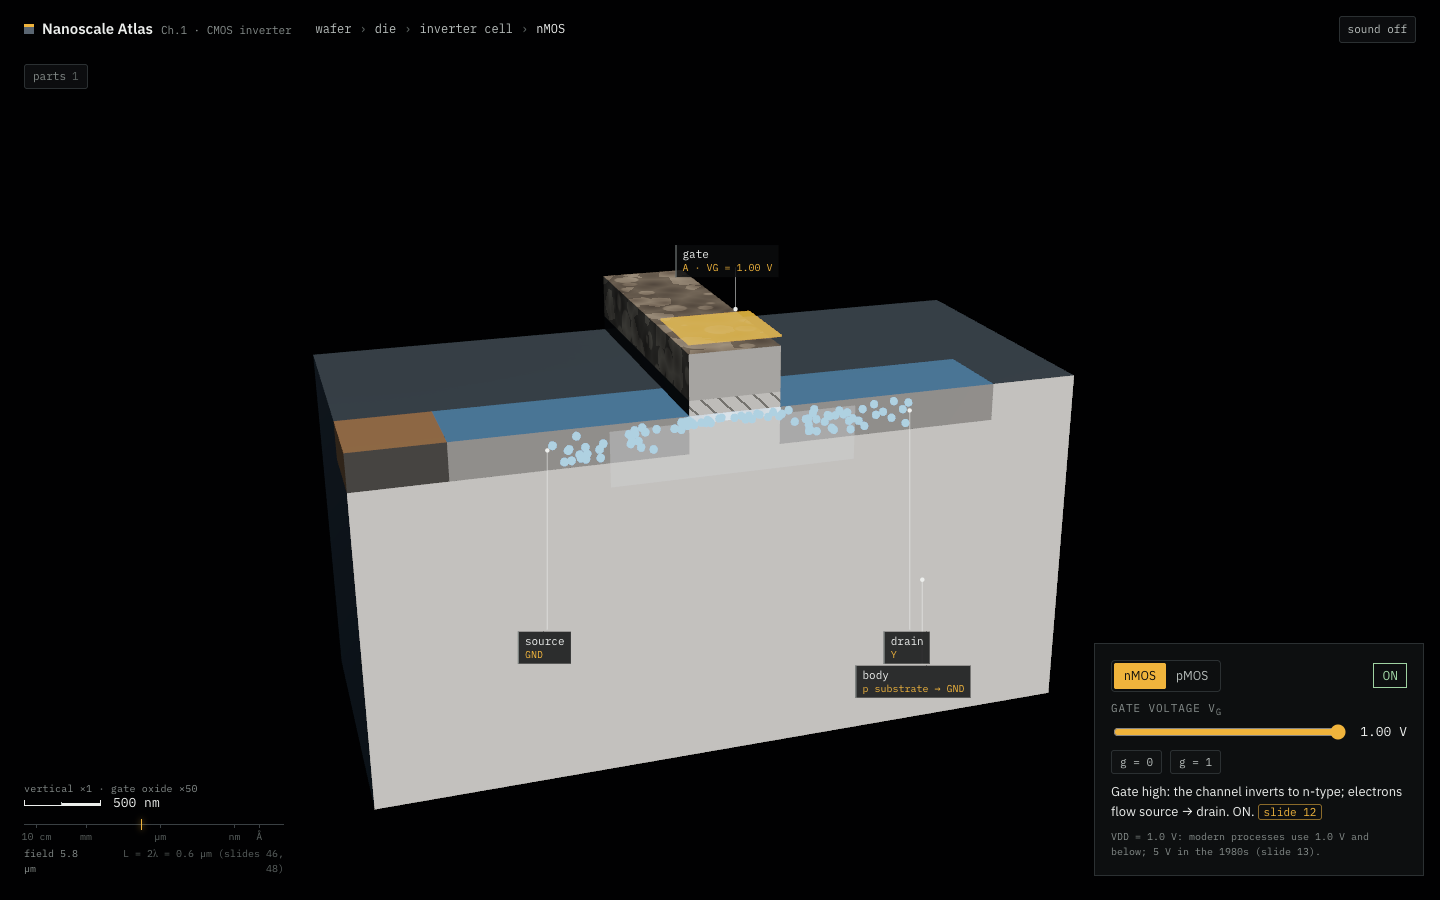 Nanoscale Atlas Ch.1 · CMOS inverter wafer › die › inverter cell › nMOS sound off
parts 1
gate
A · VG = 1.00 V
source
GND
drain
Y
body
p substrate → GND
nMOS pMOS ON
GATE VOLTAGE VG
1.00 V
g = 0 g = 1
Gate high: the channel inverts to n-type; electrons
flow source → drain. ON. slide 12
VDD = 1.0 V: modern processes use 1.0 V and
below; 5 V in the 1980s (slide 13).
vertical ×1 · gate oxide ×50
500 nm
10 cm mm µm nm Å
field 5.8 µm
L = 2λ = 0.6 µm (slides 46,
48)